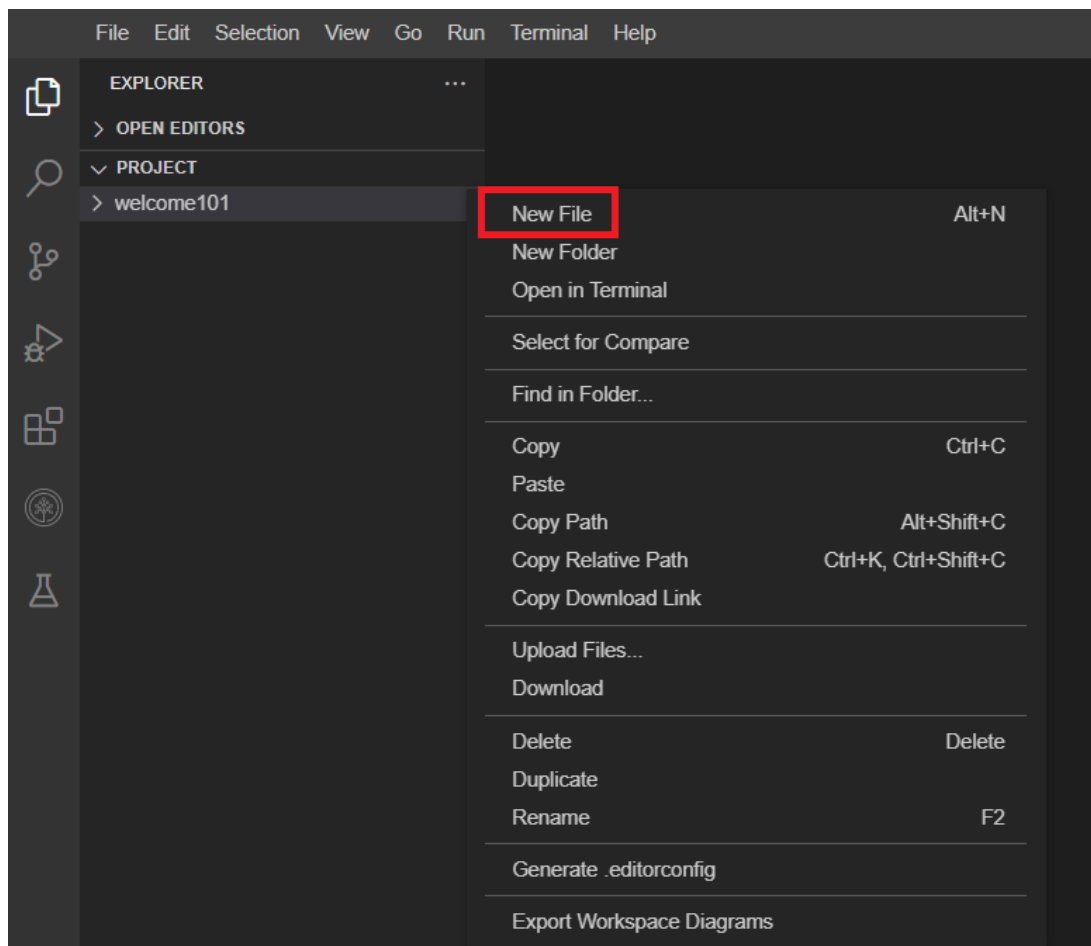 File Edit Selection View Go Run Terminal Help
EXPLORER ...
OPEN EDITORS
PROJECT
welcome101
New File Alt+N
New Folder
Open in Terminal
Select for Compare
Find in Folder...
Copy Ctrl+C
Paste
Copy Path Alt+Shift+C
Copy Relative Path Ctrl+K, Ctrl+Shift+C
Copy Download Link
Upload Files...
Download
Delete Delete
Duplicate
Rename F2
Generate .editorconfig
Export Workspace Diagrams